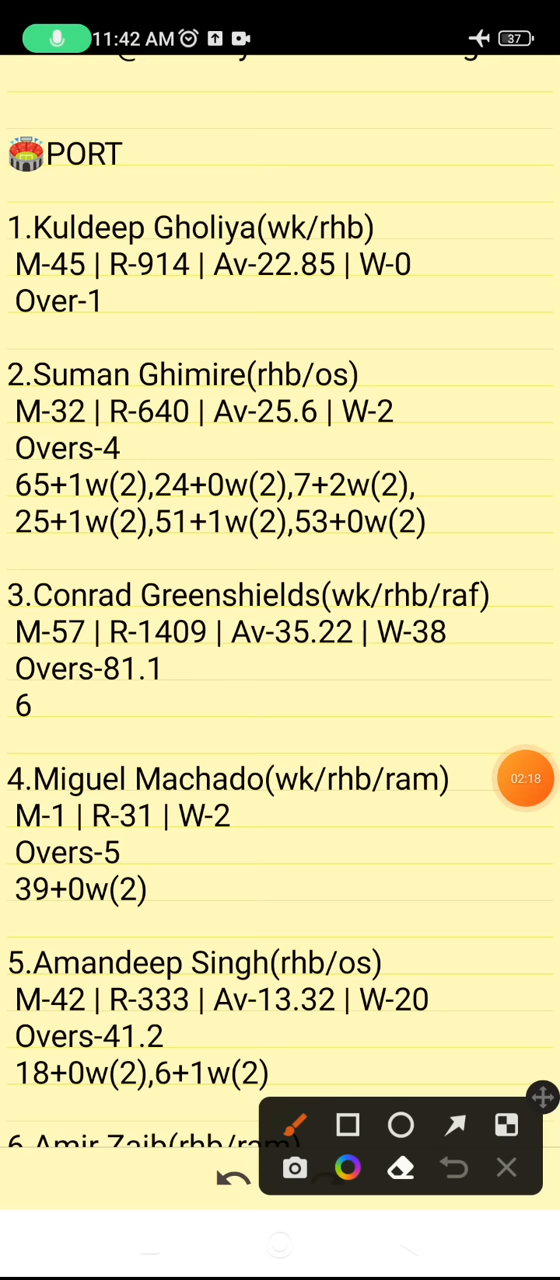 11:42 AM
37
PORT
1.Kuldeep Gholiya(wk/rhb)
M-45 | R-914 | Av-22.85 | W-0
Over-1
2.Suman Ghimire(rhb/os)
M-32 | R-640 | Av-25.6 | W-2
Overs-4
65+1w(2),24+0w(2),7+2w(2),
25+1w(2),51+1w(2),53+0w(2)
3.Conrad Greenshields(wk/rhb/raf)
M-57 | R-1409 | Av-35.22 | W-38
Overs-81.1
6
4.Miguel Machado(wk/rhb/ram)
02:18
M-1 | R-31 | W-2
Overs-5
39+0w(2)
5.Amandeep Singh(rhb/os)
M-42 | R-333 | Av-13.32 | W-20
Overs-41.2
18+0w(2),6+1w(2)
6.Amir Zaib(rhb/ram)